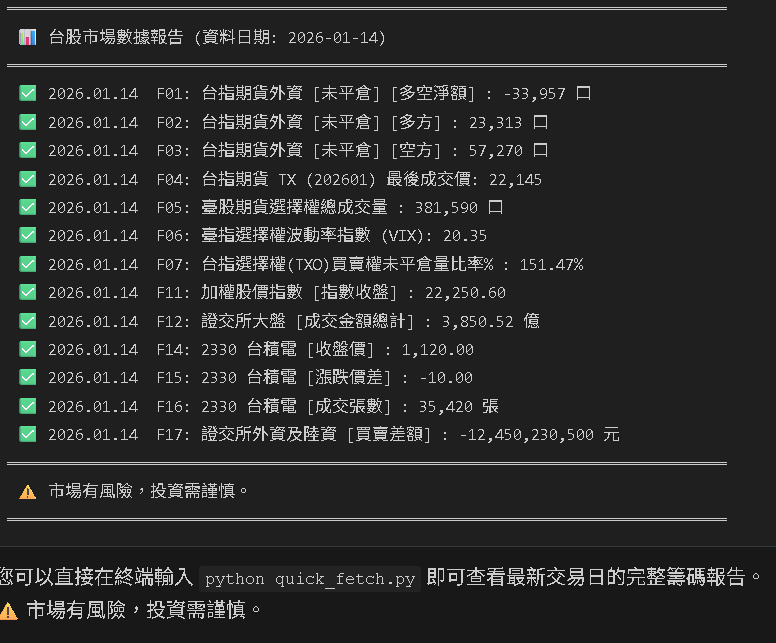 📊 台股市場數據報告 (資料日期: 2026-01-14)
✅ 2026.01.14 F01: 台指期貨外資 [未平倉] [多空淨額] : -33,957 口
✅ 2026.01.14 F02: 台指期貨外資 [未平倉] [多方] : 23,313 口
✅ 2026.01.14 F03: 台指期貨外資 [未平倉] [空方] : 57,270 口
✅ 2026.01.14 F04: 台指期貨 TX (202601) 最後成交價: 22,145
✅ 2026.01.14 F05: 臺股期貨選擇權總成交量 : 381,590 口
✅ 2026.01.14 F06: 臺指選擇權波動率指數 (VIX): 20.35
✅ 2026.01.14 F07: 台指選擇權(TXO)買賣權未平倉量比率% : 151.47%
✅ 2026.01.14 F11: 加權股價指數 [指數收盤] : 22,250.60
✅ 2026.01.14 F12: 證交所大盤 [成交金額總計] : 3,850.52 億
✅ 2026.01.14 F14: 2330 台積電 [收盤價] : 1,120.00
✅ 2026.01.14 F15: 2330 台積電 [漲跌價差] : -10.00
✅ 2026.01.14 F16: 2330 台積電 [成交張數] : 35,420 張
✅ 2026.01.14 F17: 證交所外資及陸資 [買賣差額] : -12,450,230,500 元
⚠️ 市場有風險，投資需謹慎。
您可以直接在終端輸入 python quick_fetch.py 即可查看最新交易日的完整籌碼報告。
⚠️ 市場有風險，投資需謹慎。